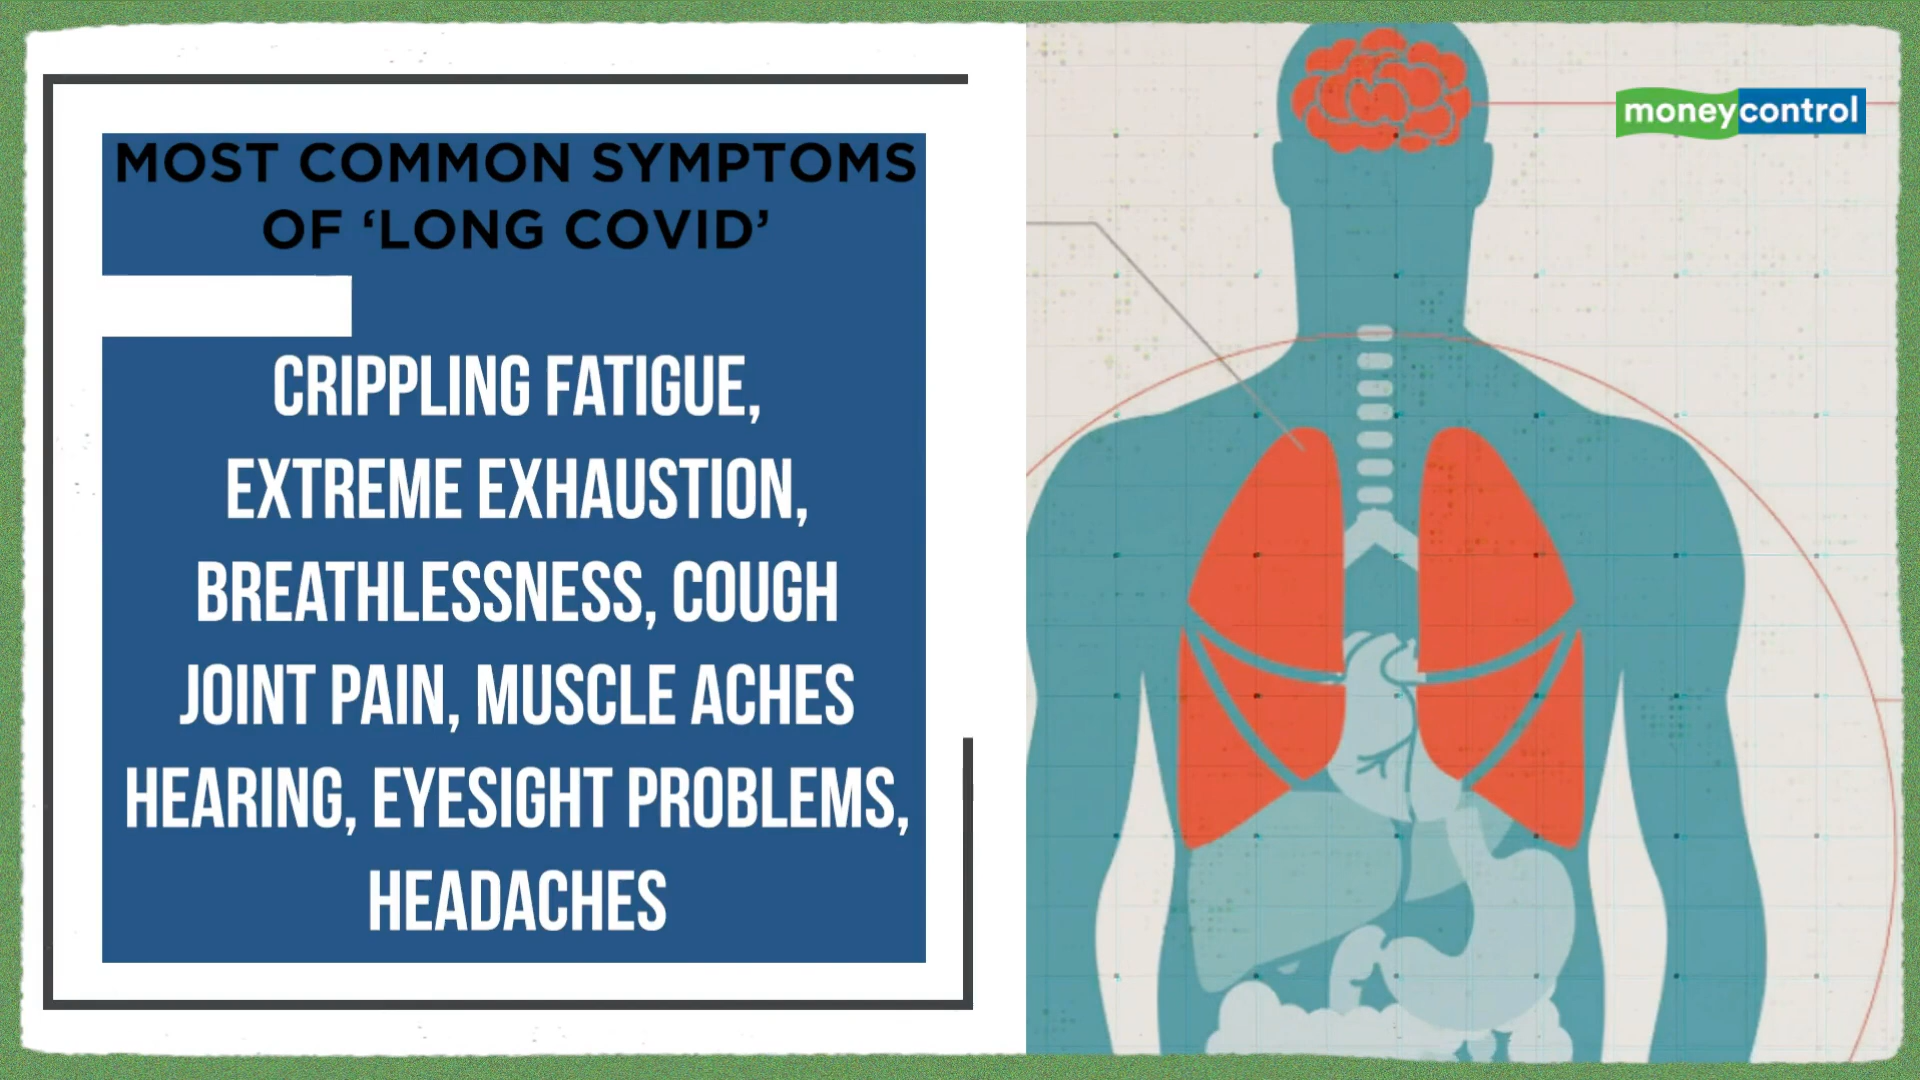 MOST COMMON SYMPTOMS
OF ‘LONG COVID’
CRIPPLING FATIGUE,
EXTREME EXHAUSTION,
BREATHLESSNESS, COUGH
JOINT PAIN, MUSCLE ACHES
HEARING, EYESIGHT PROBLEMS,
HEADACHES
moneycontrol